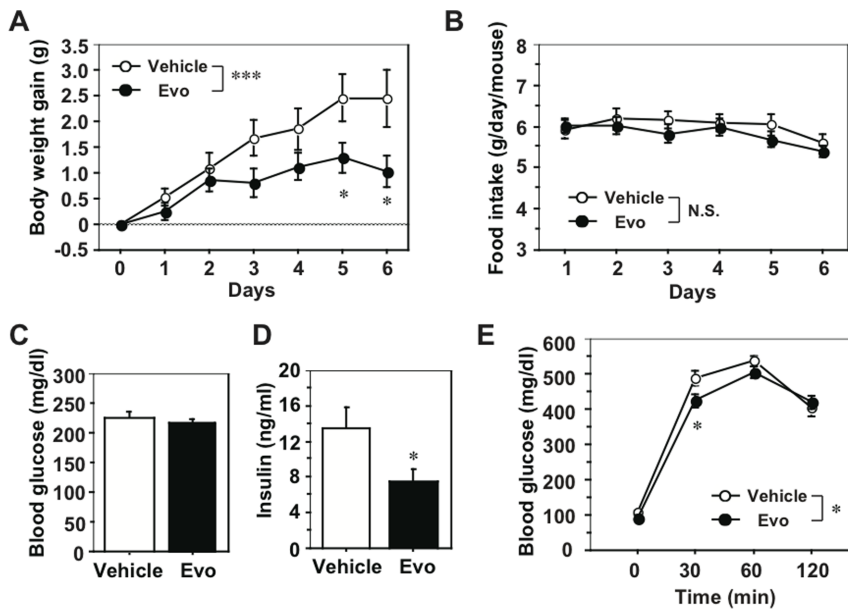 A
Body weight gain (g)
3.5
3.0
2.5
2.0
1.5
1.0
0.5
0
-0.5
Vehicle
Evo
***
* *
0 1 2 3 4 5 6
Days
B
Food intake (g/day/mouse)
8
7
6
5
4
3
Vehicle
Evo
N.S.
1 2 3 4 5 6
Days
C
Blood glucose (mg/dl)
300
250
200
150
100
50
0
Vehicle Evo
D
Insulin (ng/ml)
20
16
12
8
4
0
*
Vehicle Evo
E
Blood glucose (mg/dl)
600
500
400
300
200
100
0
*
Vehicle
Evo
*
0 30 60 120
Time (min)